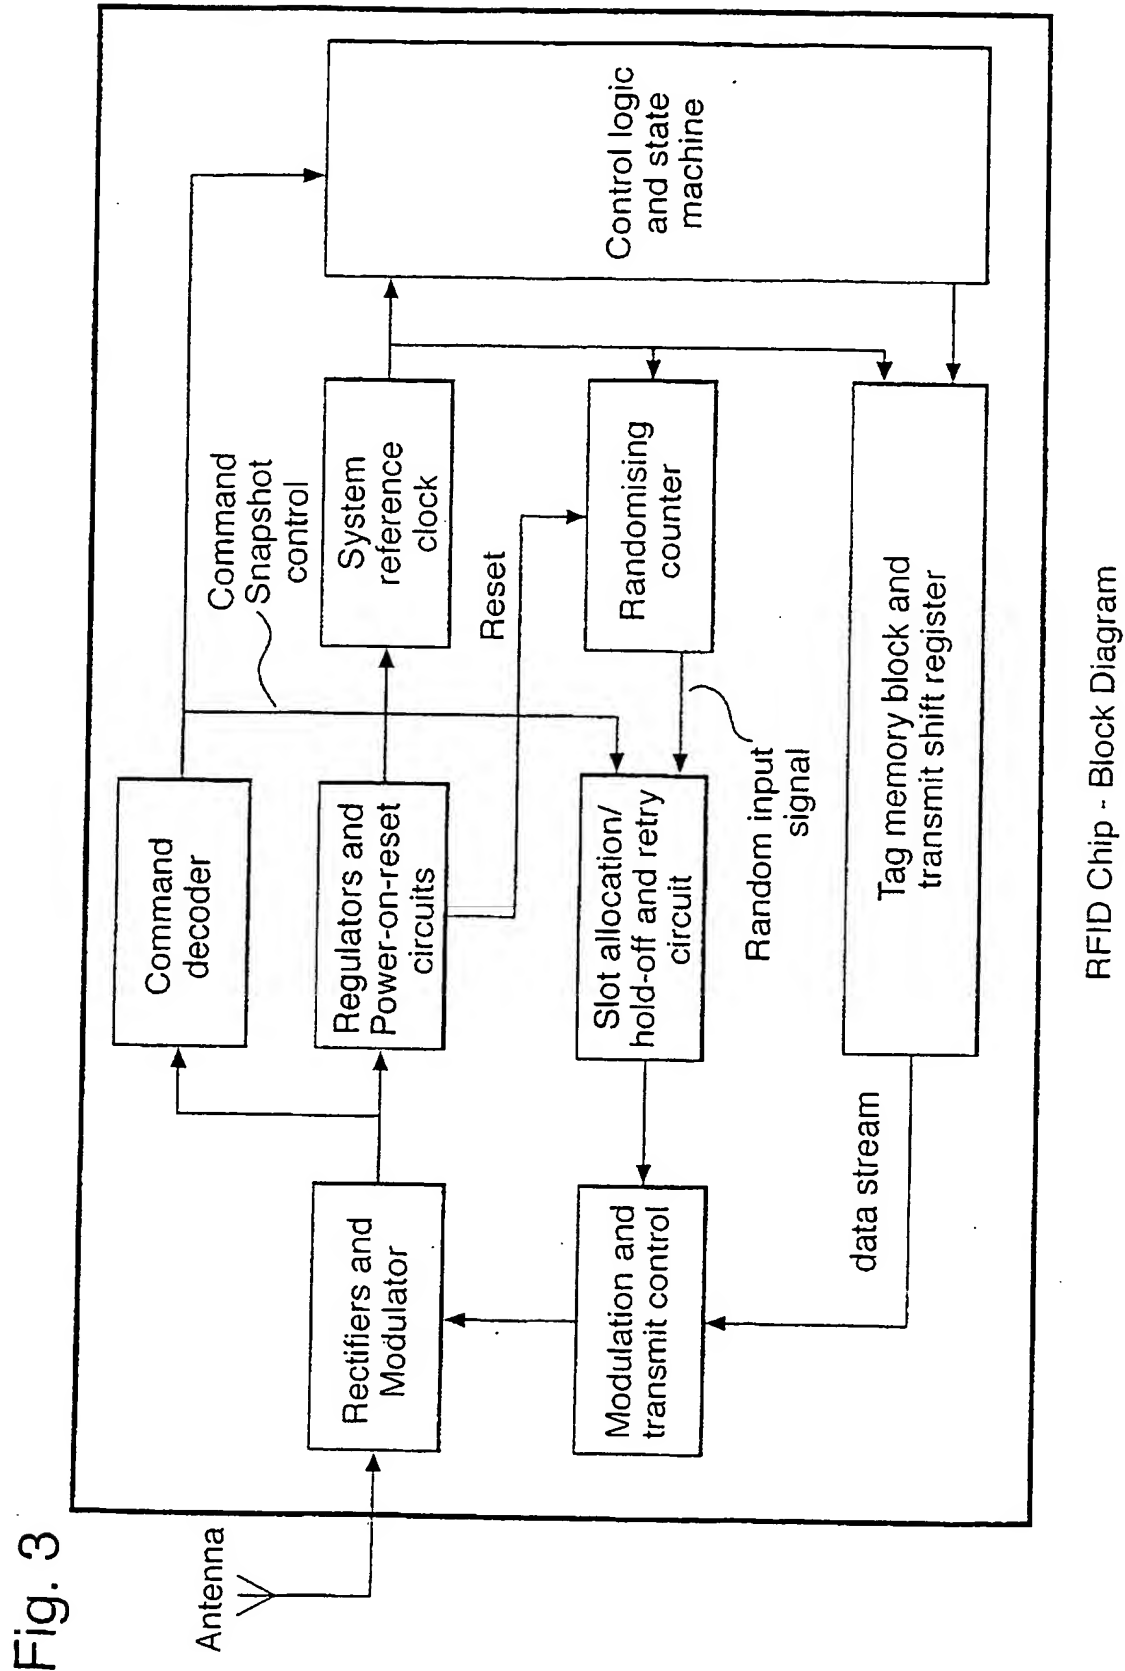 Fig. 3
Antenna
Rectifiers and
Modulator
Command
decoder
Regulators and
Power-on-reset
circuits
Command
Snapshot
control
System
reference
clock
Reset
Control logic
and state
machine
Modulation and
transmit control
Slot allocation/
hold-off and retry
circuit
Randomising
counter
Random input
signal
data stream
Tag memory block and
transmit shift register
RFID Chip - Block Diagram